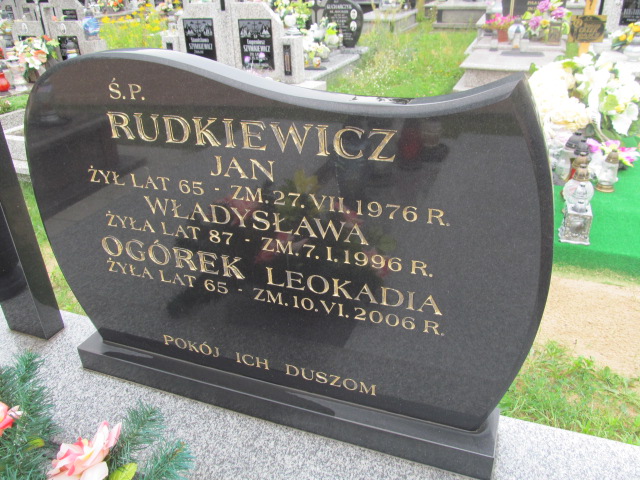 Ś.P.
RUDKIEWICZ
JAN
ŻYŁ LAT 65 - ZM. 27. VII. 1976 R.
WŁADYSŁAWA
ŻYŁA LAT 87 - ZM. 7. I. 1996 R.
OGÓREK LEOKADIA
ŻYŁA LAT 65 - ZM. 10. VI. 2006 R.
POKÓJ ICH DUSZOM